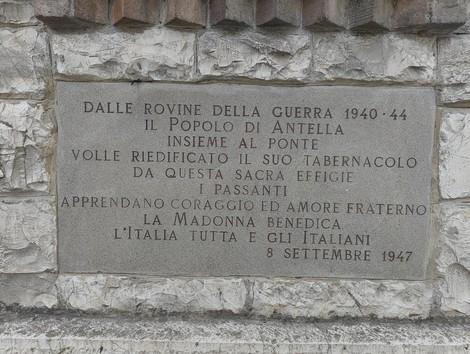 DALLE ROVINE DELLA GUERRA 1940·44
IL POPOLO DI ANTELLA
INSIEME AL PONTE
VOLLE RIEDIFICATO IL SUO TABERNACOLO
DA QUESTA SACRA EFFIGIE
I PASSANTI
APPRENDANO CORAGGIO ED AMORE FRATERNO
LA MADONNA BENEDICA
L'ITALIA TUTTA E GLI ITALIANI
8 SETTEMBRE 1947